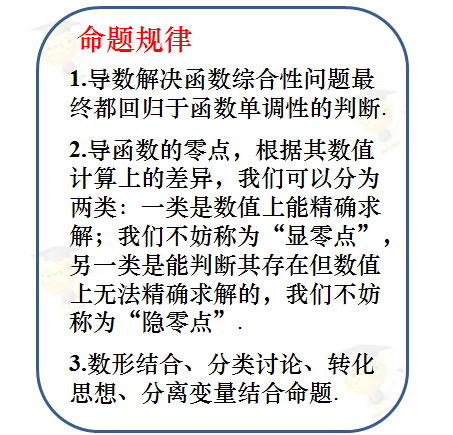 命题规律
1.导数解决函数综合性问题最
终都回归于函数单调性的判断.
2.导函数的零点，根据其数值
计算上的差异，我们可以分为
两类：一类是数值上能精确求
解；我们不妨称为“显零点”，
另一类是能判断其存在但数值
上无法精确求解的，我们不妨
称为“隐零点”.
3.数形结合、分类讨论、转化
思想、分离变量结合命题.